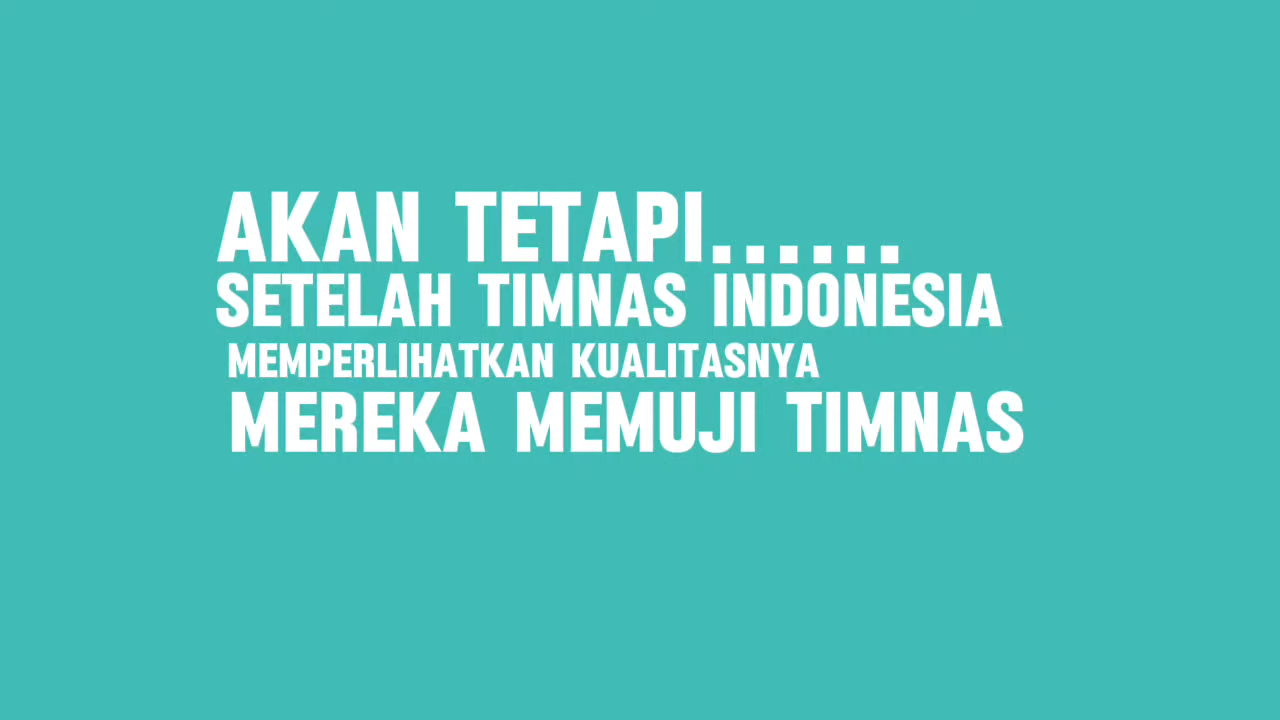 AKAN TETAPI......
SETELAH TIMNAS INDONESIA
MEMPERLIHATKAN KUALITASNYA
MEREKA MEMUJI TIMNAS